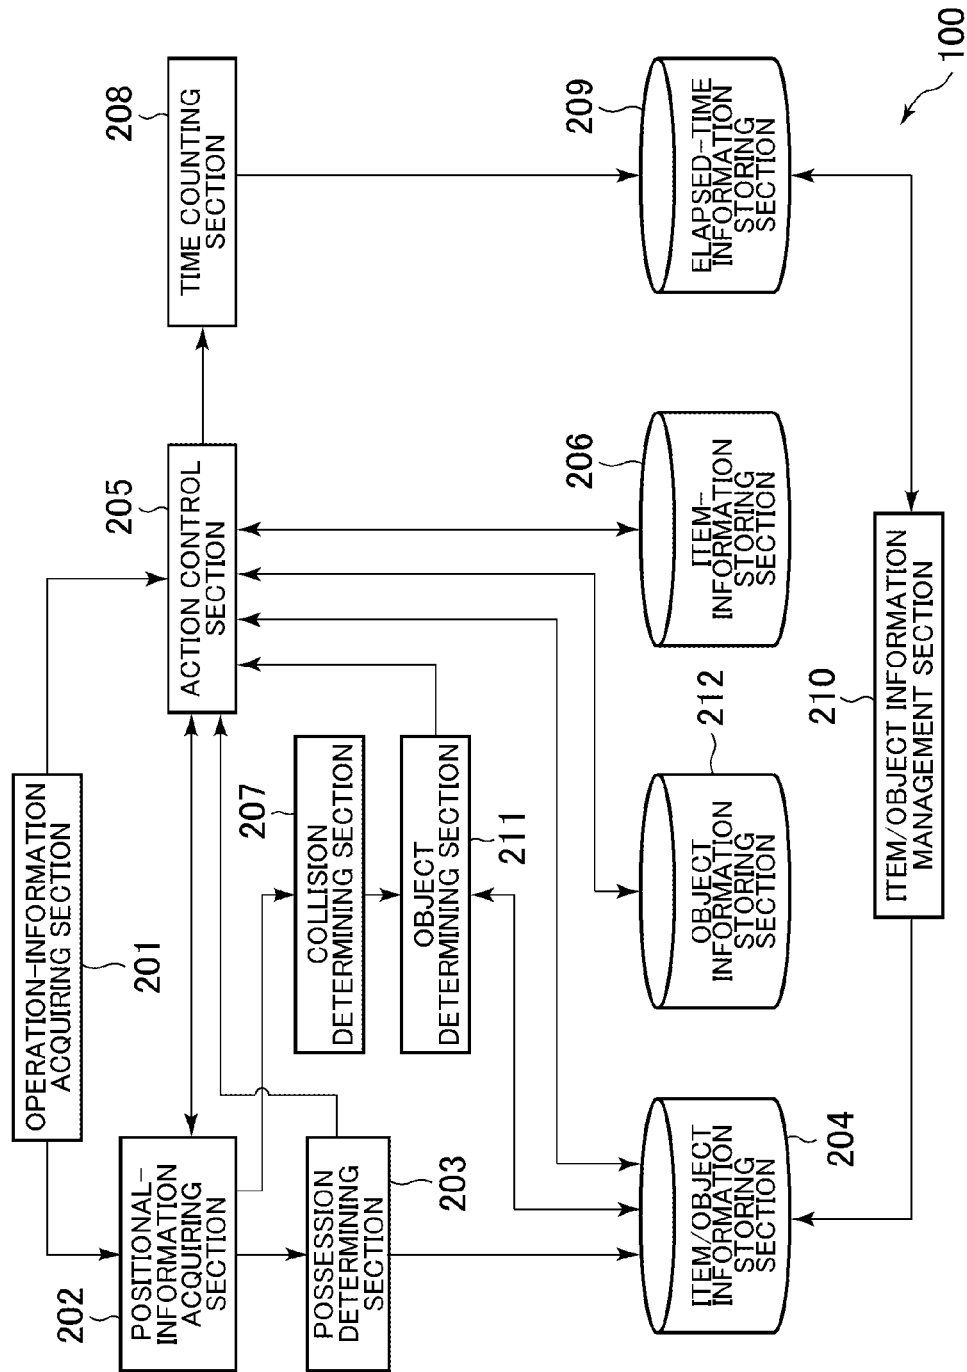 100
OPERATION-INFORMATION
ACQUIRING SECTION
201
202
POSITIONAL-
INFORMATION
ACQUIRING
SECTION
205
ACTION CONTROL
SECTION
208
TIME COUNTING
SECTION
207
COLLISION
DETERMINING SECTION
203
POSSESSION
DETERMINING
SECTION
OBJECT
DETERMINING SECTION
211
ITEM/OBJECT
INFORMATION
STORING
SECTION
204
OBJECT
INFORMATION
STORING
SECTION
212
206
ITEM-
INFORMATION
STORING
SECTION
209
ELAPSED-TIME
INFORMATION
STORING
SECTION
210
ITEM/OBJECT INFORMATION
MANAGEMENT SECTION